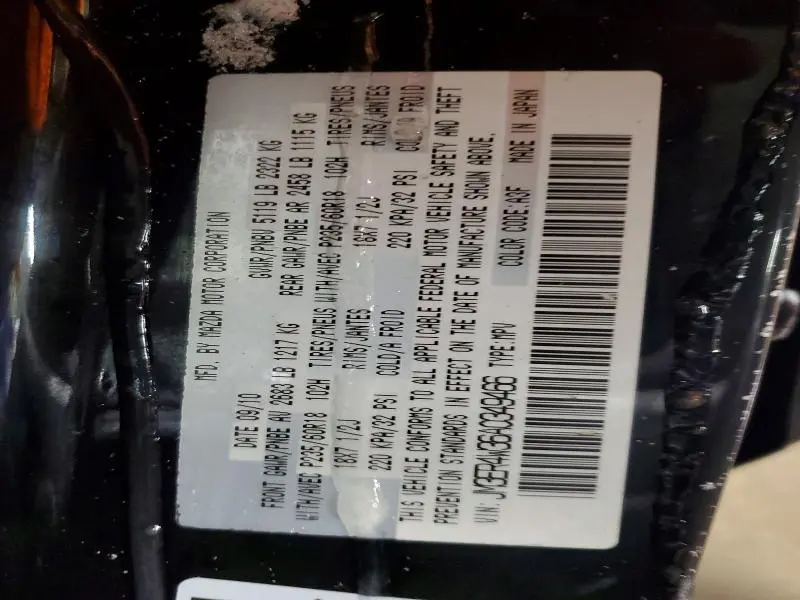 MFD. BY MAZDA MOTOR CORPORATION
DATE 09/10 GVWR/PNBV 5119 LB 2322 KG
FRONT GAWR/PNBE AV 2683 LB 1217 KG REAR GAWR/PNBE AR 2458 LB 1115 KG
WITH/AVEC P235/60R18 102H TIRES/PNEUS WITH/AVEC P235/60R18 102H TIRES/PNEUS
18X7 1/2J RIMS/JANTES 18X7 1/2J RIMS/JANTES
220 KPA/32 PSI COLD/A FROID 220 KPA/32 PSI COLD/A FROID
THIS VEHICLE CONFORMS TO ALL APPLICABLE FEDERAL MOTOR VEHICLE SAFETY AND THEFT
PREVENTION STANDARDS IN EFFECT ON THE DATE OF MANUFACTURE SHOWN ABOVE.
VIN: JM3ER4W36A0349466 TYPE:MPV COLOR CODE:A3F MADE IN JAPAN